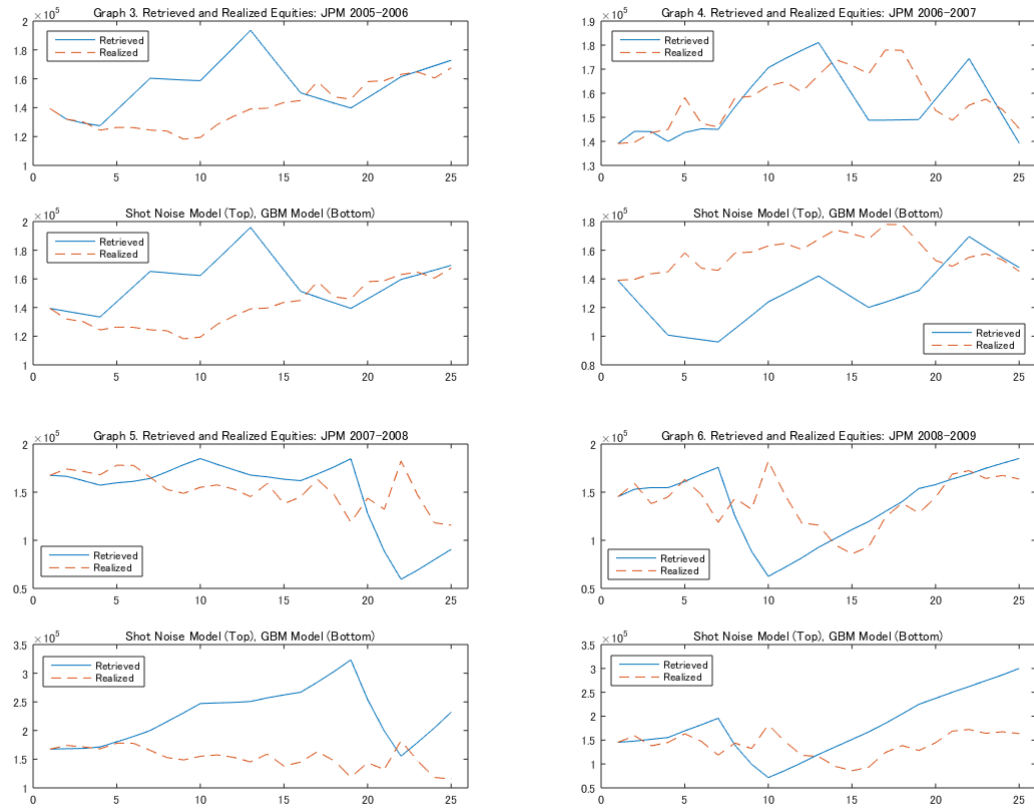 Graph 3. Retrieved and Realized Equities: JPM 2005-2006
× 10^5
2
1.8
1.6
1.4
1.2
1
0 5 10 15 20 25
Retrieved
Realized
Shot Noise Model (Top), GBM Model (Bottom)
× 10^5
2
1.8
1.6
1.4
1.2
1
0 5 10 15 20 25
Retrieved
Realized
Graph 4. Retrieved and Realized Equities: JPM 2006-2007
× 10^5
1.9
1.8
1.7
1.6
1.5
1.4
1.3
0 5 10 15 20 25
Retrieved
Realized
Shot Noise Model (Top), GBM Model (Bottom)
× 10^5
1.8
1.6
1.4
1.2
1
0.8
0 5 10 15 20 25
Retrieved
Realized
Graph 5. Retrieved and Realized Equities: JPM 2007-2008
× 10^5
2
1.5
1
0.5
0 5 10 15 20 25
Retrieved
Realized
Shot Noise Model (Top), GBM Model (Bottom)
× 10^5
3.5
3
2.5
2
1.5
1
0 5 10 15 20 25
Retrieved
Realized
Graph 6. Retrieved and Realized Equities: JPM 2008-2009
× 10^5
2
1.5
1
0.5
0 5 10 15 20 25
Retrieved
Realized
Shot Noise Model (Top), GBM Model (Bottom)
× 10^5
3.5
3
2.5
2
1.5
1
0.5
0 5 10 15 20 25
Retrieved
Realized